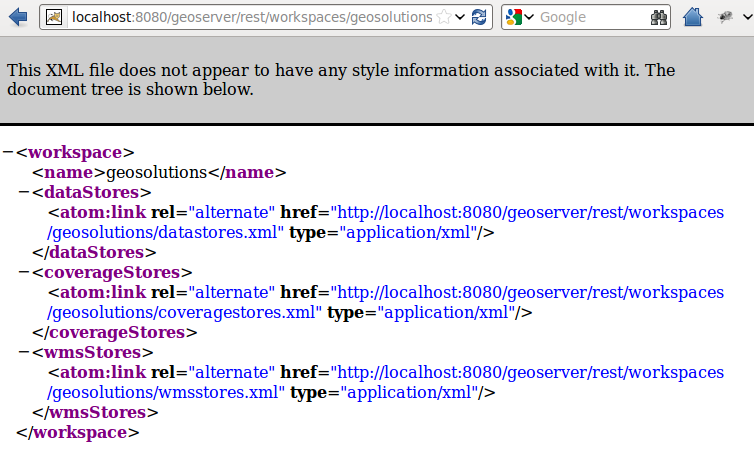 localhost:8080/geoserver/rest/workspaces/geosolutions
Google
This XML file does not appear to have any style information associated with it. The
document tree is shown below.
−<workspace>
<name>geosolutions</name>
−<dataStores>
<atom:link rel="alternate" href="http://localhost:8080/geoserver/rest/workspaces
/geosolutions/datastores.xml" type="application/xml"/>
</dataStores>
−<coverageStores>
<atom:link rel="alternate" href="http://localhost:8080/geoserver/rest/workspaces
/geosolutions/coveragestores.xml" type="application/xml"/>
</coverageStores>
−<wmsStores>
<atom:link rel="alternate" href="http://localhost:8080/geoserver/rest/workspaces
/geosolutions/wmsstores.xml" type="application/xml"/>
</wmsStores>
</workspace>